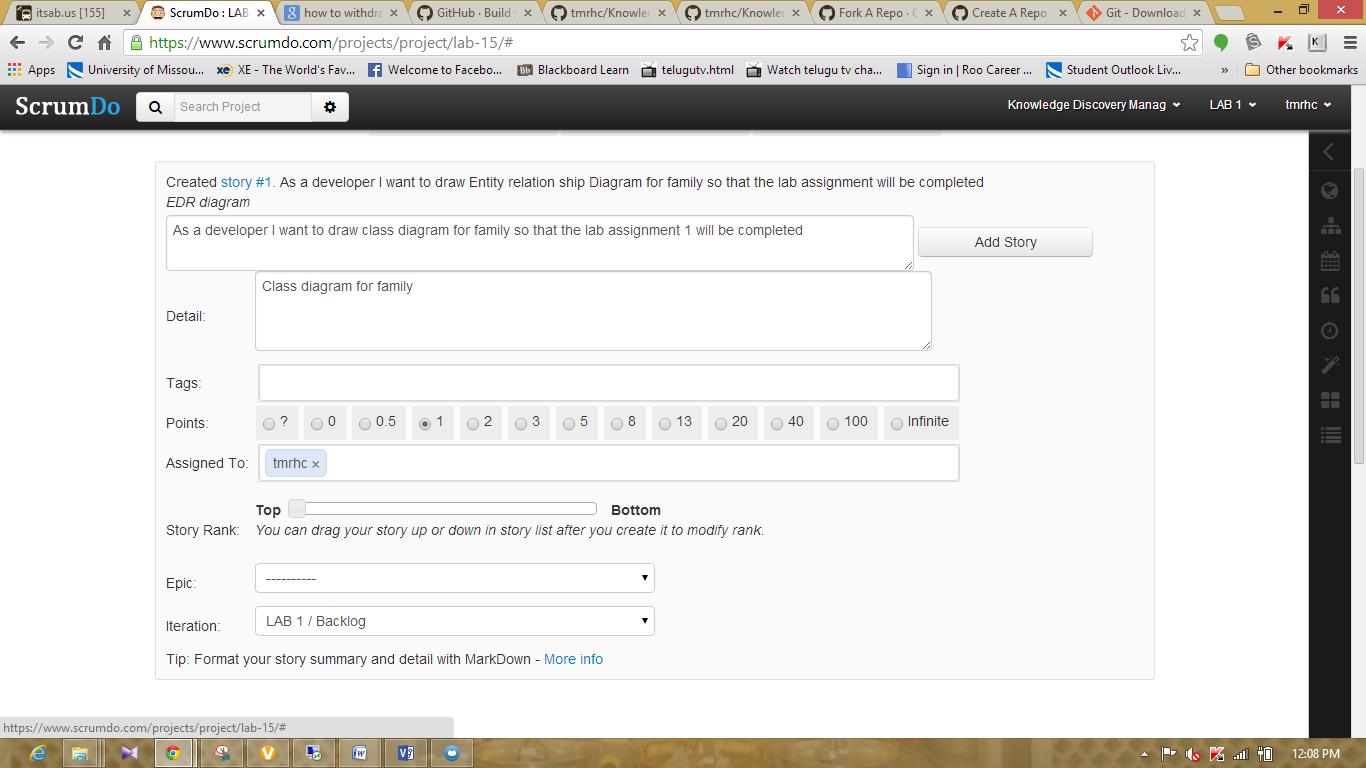 itsab.us [155]
ScrumDo : LAB
how to withdra
GitHub · Build s
tmrhc/Knowle
tmrhc/Knowle
Fork A Repo ·
Create A Repo
Git - Download
https://www.scrumdo.com/projects/project/lab-15/#
Apps
University of Missou...
XE - The World's Fav...
Welcome to Facebo...
Bb Blackboard Learn
telugutv.html
Watch telugu tv cha...
Sign in | Roo Career ...
Student Outlook Liv...
»
Other bookmarks
ScrumDo
Search Project
Knowledge Discovery Manag
LAB 1
tmrhc
Created story #1. As a developer I want to draw Entity relation ship Diagram for family so that the lab assignment will be completed
EDR diagram
As a developer I want to draw class diagram for family so that the lab assignment 1 will be completed
Add Story
Detail:
Class diagram for family
Tags:
Points:
? 0 0.5 1 2 3 5 8 13 20 40 100 Infinite
Assigned To:
tmrhc ×
Top
Bottom
Story Rank:
You can drag your story up or down in story list after you create it to modify rank.
Epic:
----------
Iteration:
LAB 1 / Backlog
Tip: Format your story summary and detail with MarkDown - More info
https://www.scrumdo.com/projects/project/lab-15/#
12:08 PM